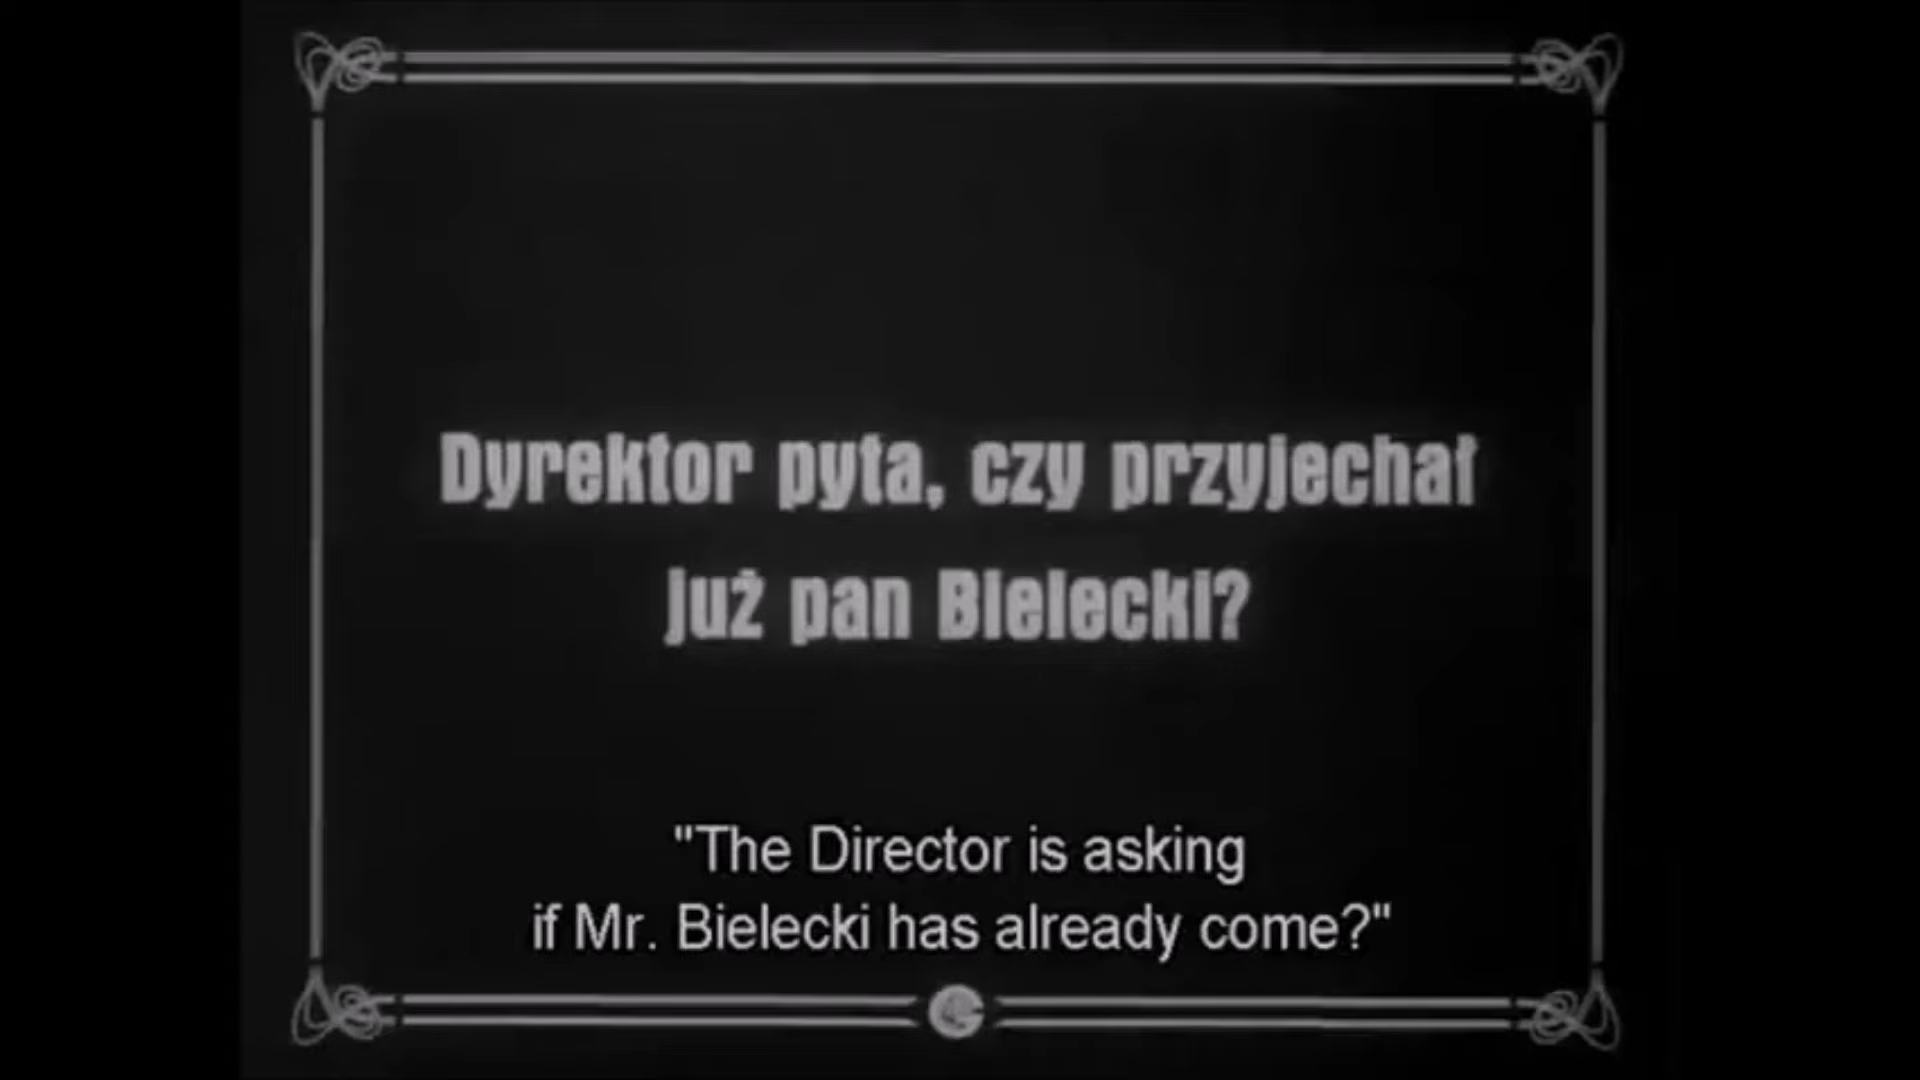 Dyrektor pyta, czy przyjechał
już pan Bielecki?
"The Director is asking
if Mr. Bielecki has already come?"